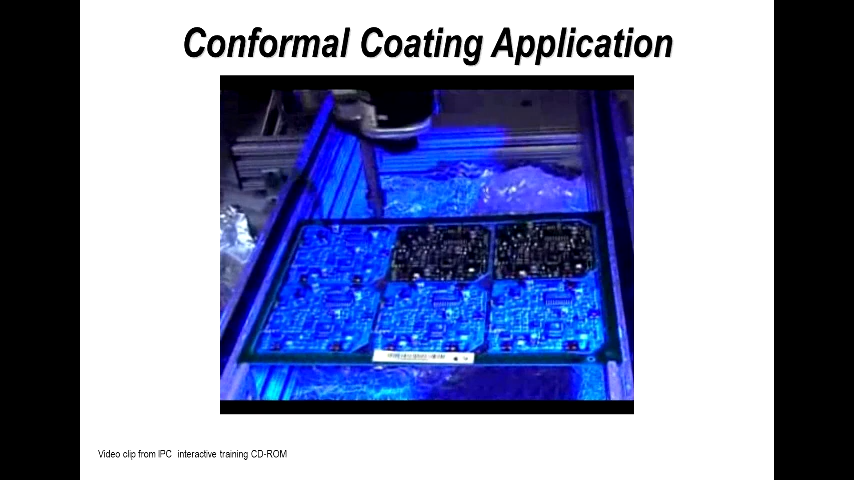 Conformal Coating Application
Video clip from IPC interactive training CD-ROM